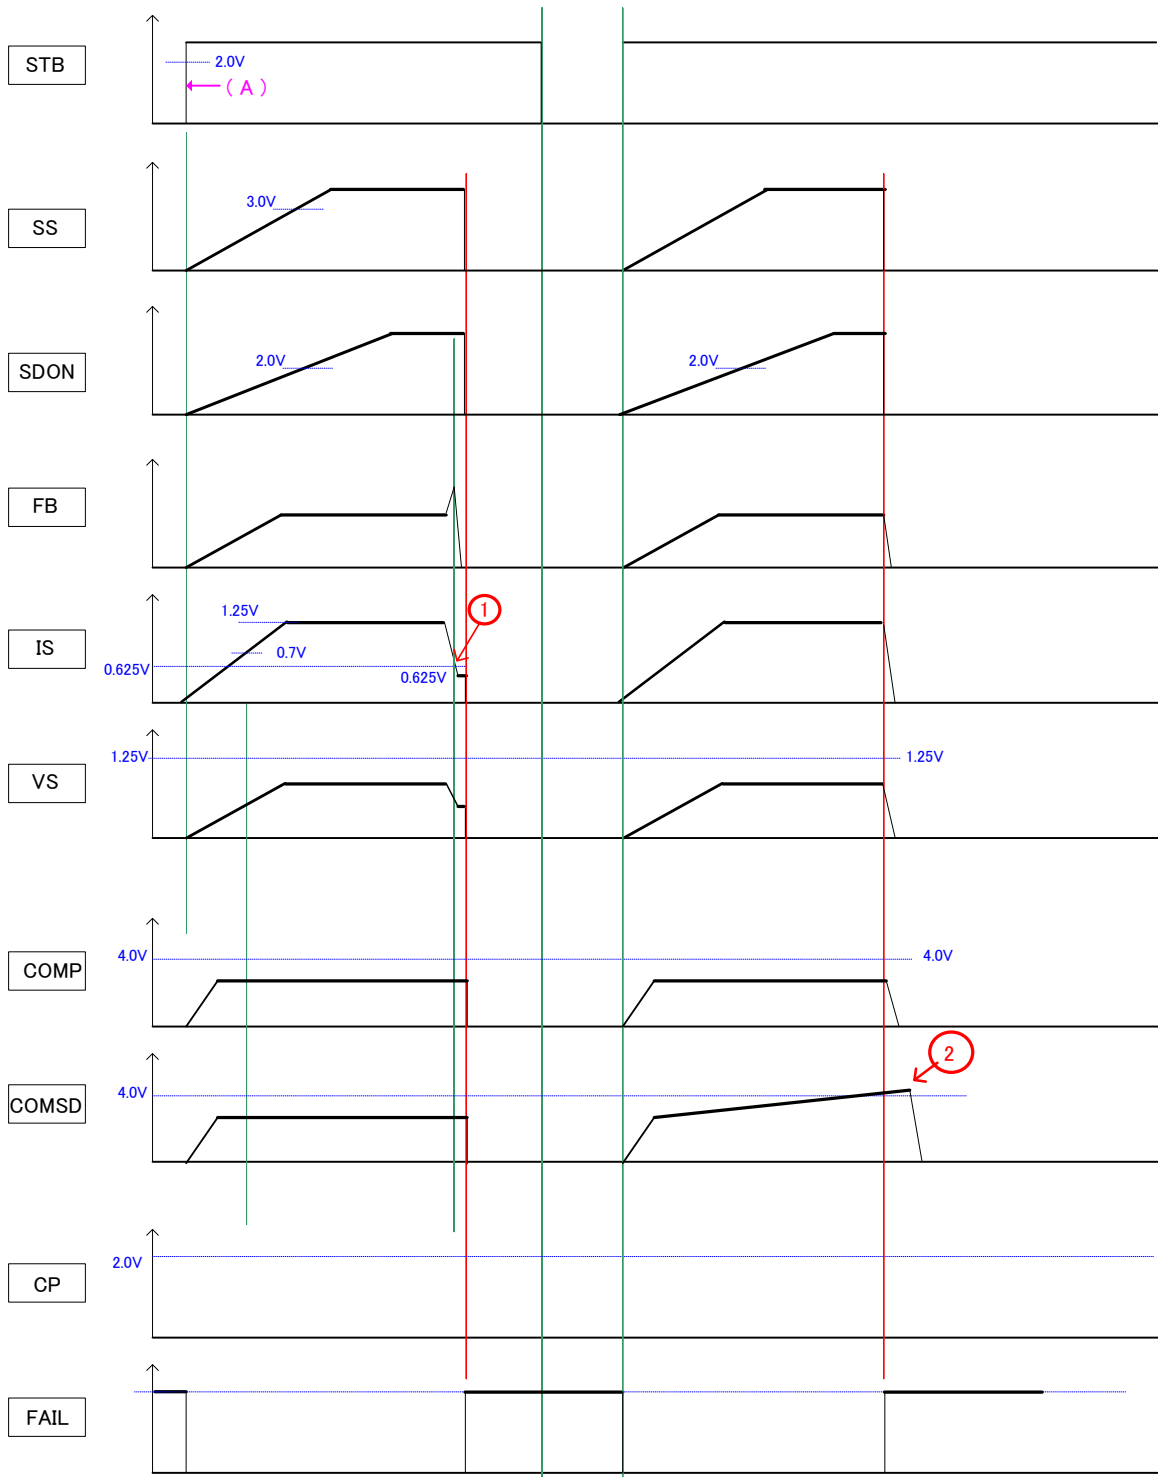 STB
2.0V
(A)
SS
3.0V
SDON
2.0V
2.0V
FB
IS
1.25V
0.7V
0.625V
0.625V
1
VS
1.25V
1.25V
COMP
4.0V
4.0V
COMSD
4.0V
2
CP
2.0V
FAIL